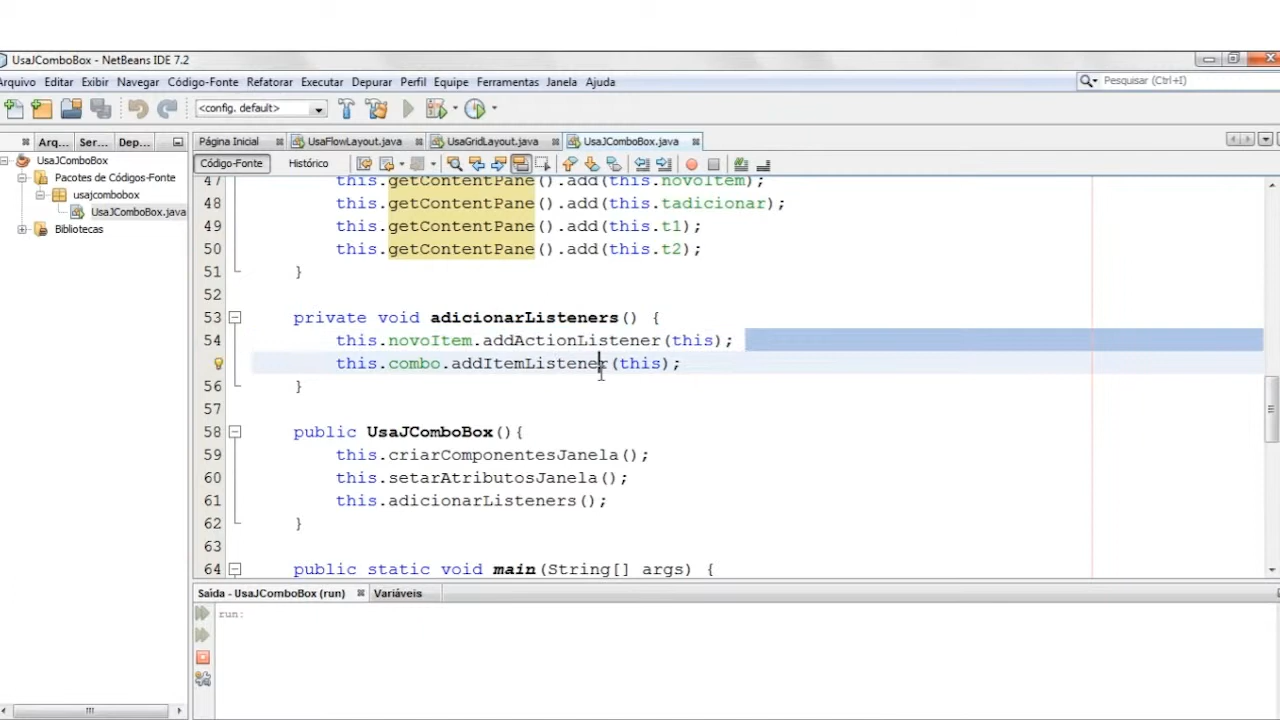 UsaJComboBox - NetBeans IDE 7.2
Arquivo Editar Exibir Navegar Código-Fonte Refatorar Executar Depurar Perfil Equipe Ferramentas Janela Ajuda
Pesquisar (Ctrl+I)
<config. default>
Arq... Ser... Dep...
Página Inicial UsaFlowLayout.java UsaGridLayout.java UsaJComboBox.java
Código-Fonte Histórico
UsaJComboBox
Pacotes de Códigos-Fonte
usajcombobox
UsaJComboBox.java
Bibliotecas
47 this.getContentPane().add(this.novoItem);
48 this.getContentPane().add(this.tadicionar);
49 this.getContentPane().add(this.t1);
50 this.getContentPane().add(this.t2);
51 }
52
53 private void adicionarListeners() {
54 this.novoItem.addActionListener(this);
this.combo.addItemListener(this);
56 }
57
58 public UsaJComboBox(){
59 this.criarComponentesJanela();
60 this.setarAtributosJanela();
61 this.adicionarListeners();
62 }
63
64 public static void main(String[] args) {
Saída - UsaJComboBox (run) Variáveis
run: